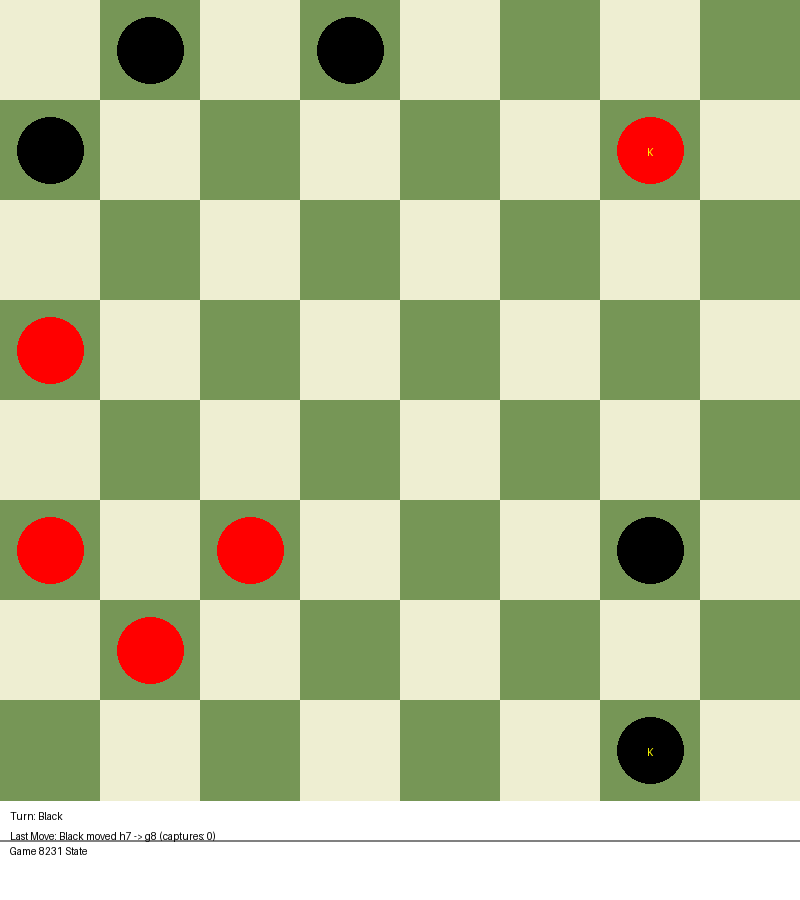 K
K
Turn: Black
Last Move: Black moved h7 -> g8 (captures: 0)
Game 8231 State